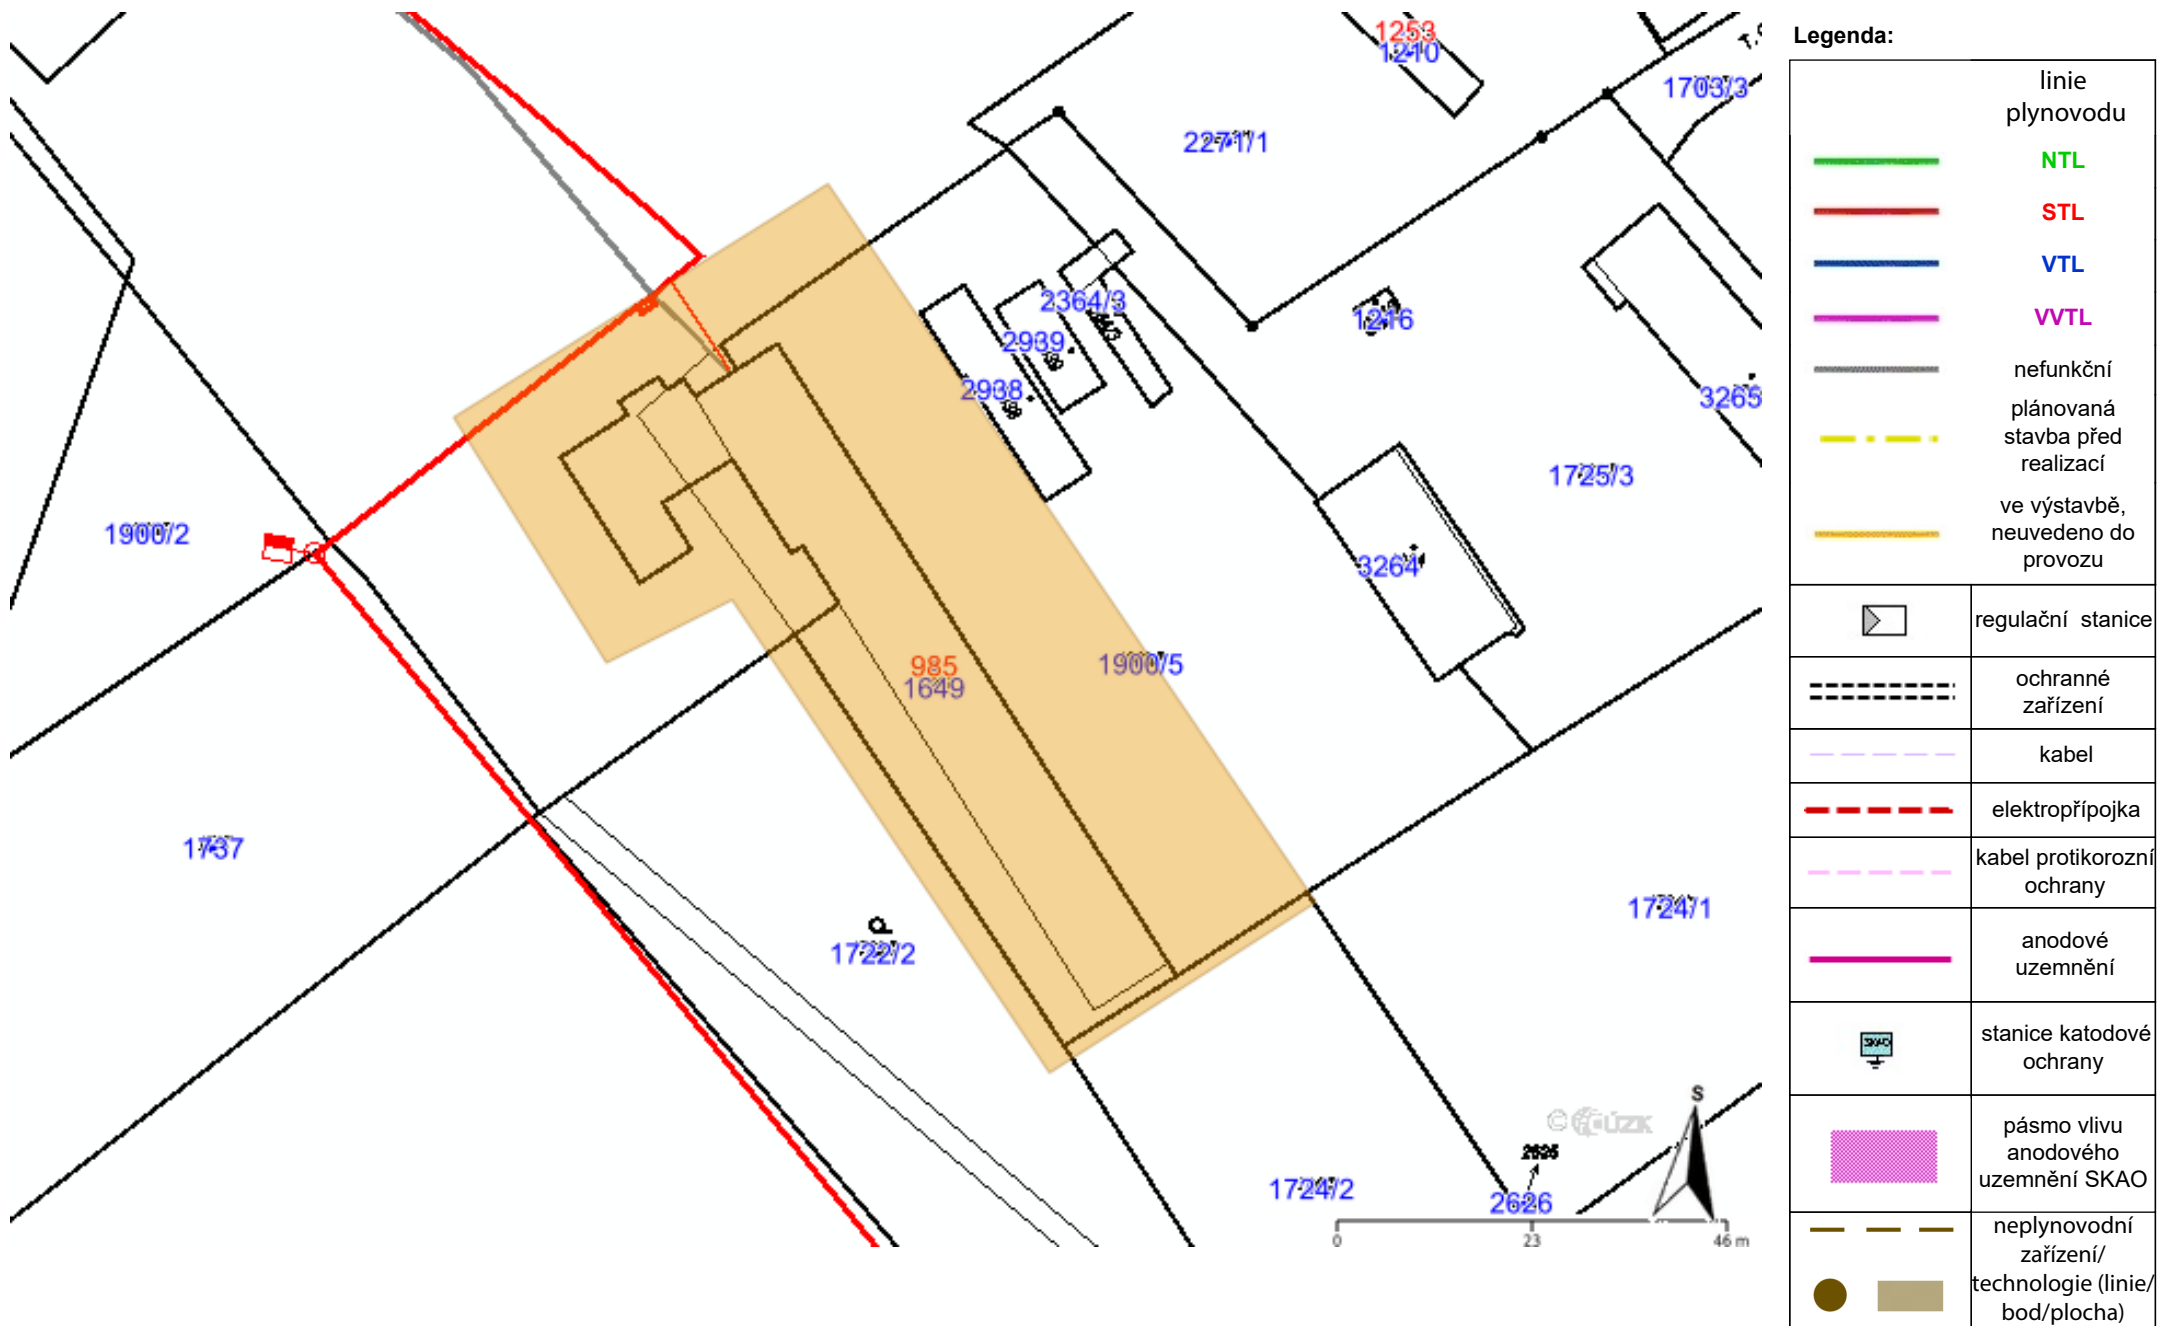 1253
1210
Legenda:
1703/3
2271/1
2364/3
1216
2939
2938
3265
1725/3
1900/2
3264
985
1649
1900/5
1737
1724/1
1722/2
© ČÚZK
S
2626
1724/2
2626
0 23 46 m
linie
plynovodu
NTL
STL
VTL
VVTL
nefunkční
plánovaná
stavba před
realizací
ve výstavbě,
neuvedeno do
provozu
regulační stanice
ochranné
zařízení
kabel
elektropřípojka
kabel protikorozní
ochrany
anodové
uzemnění
SKAO
stanice katodové
ochrany
pásmo vlivu
anodového
uzemnění SKAO
neplynovodní
zařízení/
technologie (linie/
bod/plocha)